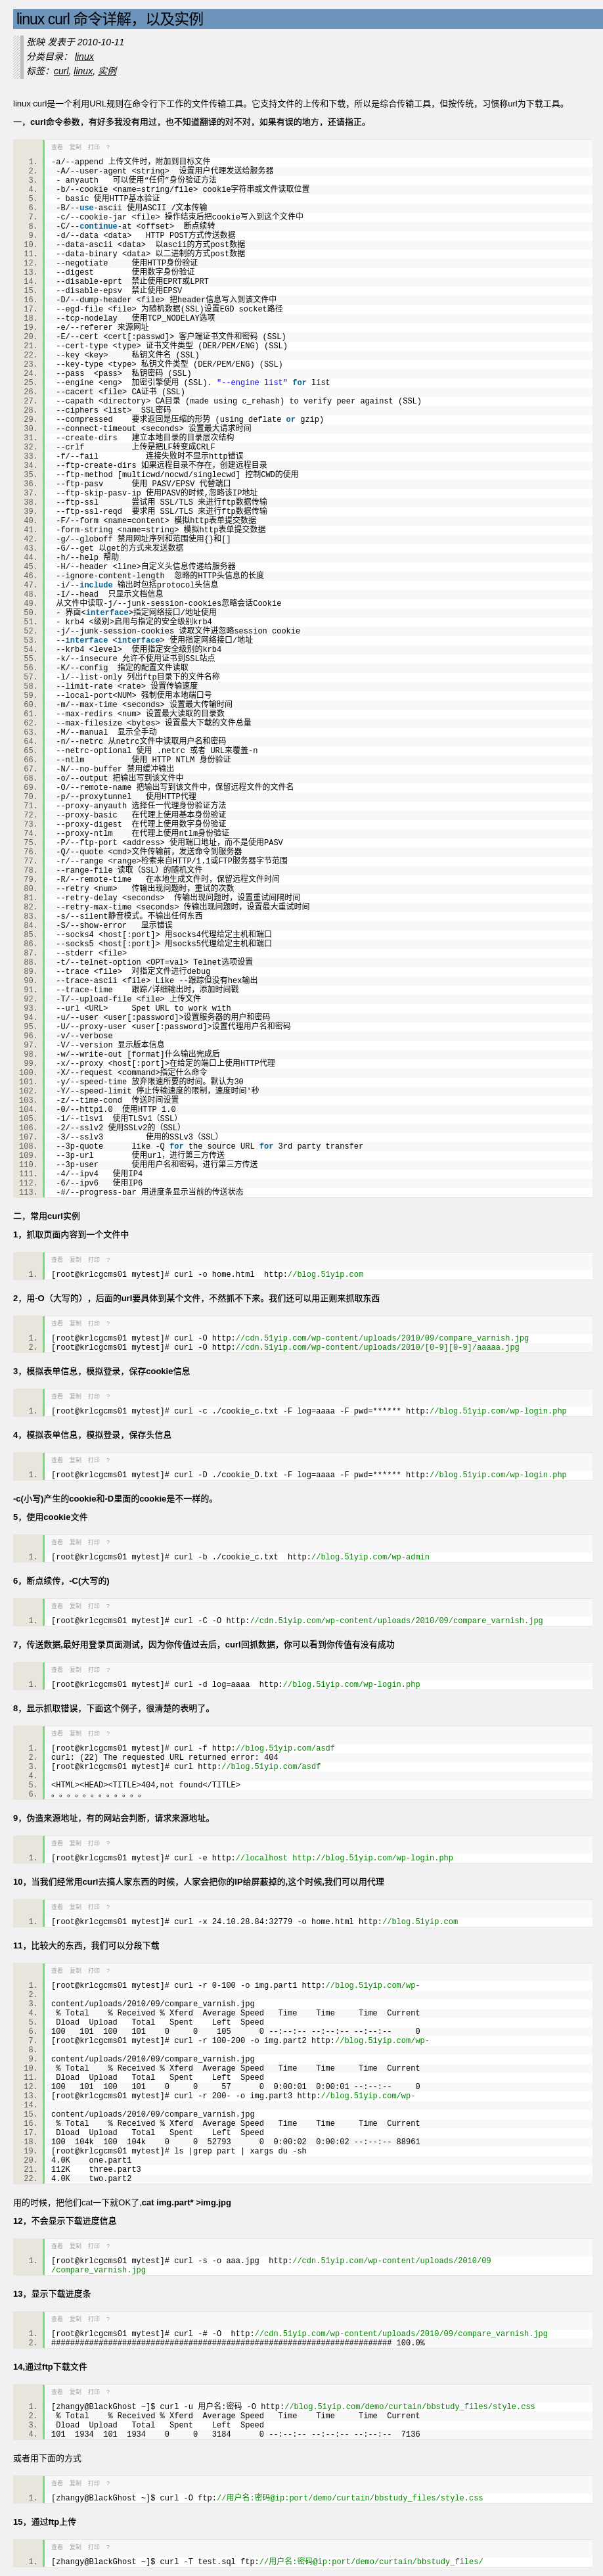 linux curl 命令详解，以及实例
张映 发表于 2010-10-11
分类目录： linux
标签：curl, linux, 实例
linux curl是一个利用URL规则在命令行下工作的文件传输工具。它支持文件的上传和下载，所以是综合传输工具，但按传统，习惯称url为下载工具。
一，curl命令参数，有好多我没有用过，也不知道翻译的对不对，如果有误的地方，还请指正。
查看 复制 打印 ?
1. -a/--append 上传文件时，附加到目标文件
2. -A/--user-agent <string>  设置用户代理发送给服务器
3. - anyauth   可以使用“任何”身份验证方法
4. -b/--cookie <name=string/file> cookie字符串或文件读取位置
5. - basic 使用HTTP基本验证
6. -B/--use-ascii 使用ASCII /文本传输
7. -c/--cookie-jar <file> 操作结束后把cookie写入到这个文件中
8. -C/--continue-at <offset>  断点续转
9. -d/--data <data>   HTTP POST方式传送数据
10. --data-ascii <data>  以ascii的方式post数据
11. --data-binary <data> 以二进制的方式post数据
12. --negotiate     使用HTTP身份验证
13. --digest        使用数字身份验证
14. --disable-eprt  禁止使用EPRT或LPRT
15. --disable-epsv  禁止使用EPSV
16. -D/--dump-header <file> 把header信息写入到该文件中
17. --egd-file <file> 为随机数据(SSL)设置EGD socket路径
18. --tcp-nodelay   使用TCP_NODELAY选项
19. -e/--referer 来源网址
20. -E/--cert <cert[:passwd]> 客户端证书文件和密码 (SSL)
21. --cert-type <type> 证书文件类型 (DER/PEM/ENG) (SSL)
22. --key <key>     私钥文件名 (SSL)
23. --key-type <type> 私钥文件类型 (DER/PEM/ENG) (SSL)
24. --pass  <pass>  私钥密码 (SSL)
25. --engine <eng>  加密引擎使用 (SSL). "--engine list" for list
26. --cacert <file> CA证书 (SSL)
27. --capath <directory> CA目录 (made using c_rehash) to verify peer against (SSL)
28. --ciphers <list>  SSL密码
29. --compressed    要求返回是压缩的形势 (using deflate or gzip)
30. --connect-timeout <seconds> 设置最大请求时间
31. --create-dirs   建立本地目录的目录层次结构
32. --crlf          上传是把LF转变成CRLF
33. -f/--fail          连接失败时不显示http错误
34. --ftp-create-dirs 如果远程目录不存在，创建远程目录
35. --ftp-method [multicwd/nocwd/singlecwd] 控制CWD的使用
36. --ftp-pasv      使用 PASV/EPSV 代替端口
37. --ftp-skip-pasv-ip 使用PASV的时候,忽略该IP地址
38. --ftp-ssl       尝试用 SSL/TLS 来进行ftp数据传输
39. --ftp-ssl-reqd  要求用 SSL/TLS 来进行ftp数据传输
40. -F/--form <name=content> 模拟http表单提交数据
41. -form-string <name=string> 模拟http表单提交数据
42. -g/--globoff 禁用网址序列和范围使用{}和[]
43. -G/--get 以get的方式来发送数据
44. -h/--help 帮助
45. -H/--header <line>自定义头信息传递给服务器
46. --ignore-content-length  忽略的HTTP头信息的长度
47. -i/--include 输出时包括protocol头信息
48. -I/--head  只显示文档信息
49. 从文件中读取-j/--junk-session-cookies忽略会话Cookie
50. - 界面<interface>指定网络接口/地址使用
51. - krb4 <级别>启用与指定的安全级别krb4
52. -j/--junk-session-cookies 读取文件进忽略session cookie
53. --interface <interface> 使用指定网络接口/地址
54. --krb4 <level>  使用指定安全级别的krb4
55. -k/--insecure 允许不使用证书到SSL站点
56. -K/--config  指定的配置文件读取
57. -l/--list-only 列出ftp目录下的文件名称
58. --limit-rate <rate> 设置传输速度
59. --local-port<NUM> 强制使用本地端口号
60. -m/--max-time <seconds> 设置最大传输时间
61. --max-redirs <num> 设置最大读取的目录数
62. --max-filesize <bytes> 设置最大下载的文件总量
63. -M/--manual  显示全手动
64. -n/--netrc 从netrc文件中读取用户名和密码
65. --netrc-optional 使用 .netrc 或者 URL来覆盖-n
66. --ntlm          使用 HTTP NTLM 身份验证
67. -N/--no-buffer 禁用缓冲输出
68. -o/--output 把输出写到该文件中
69. -O/--remote-name 把输出写到该文件中，保留远程文件的文件名
70. -p/--proxytunnel   使用HTTP代理
71. --proxy-anyauth 选择任一代理身份验证方法
72. --proxy-basic   在代理上使用基本身份验证
73. --proxy-digest  在代理上使用数字身份验证
74. --proxy-ntlm    在代理上使用ntlm身份验证
75. -P/--ftp-port <address> 使用端口地址，而不是使用PASV
76. -Q/--quote <cmd>文件传输前，发送命令到服务器
77. -r/--range <range>检索来自HTTP/1.1或FTP服务器字节范围
78. --range-file 读取（SSL）的随机文件
79. -R/--remote-time   在本地生成文件时，保留远程文件时间
80. --retry <num>   传输出现问题时，重试的次数
81. --retry-delay <seconds>  传输出现问题时，设置重试间隔时间
82. --retry-max-time <seconds> 传输出现问题时，设置最大重试时间
83. -s/--silent静音模式。不输出任何东西
84. -S/--show-error   显示错误
85. --socks4 <host[:port]> 用socks4代理给定主机和端口
86. --socks5 <host[:port]> 用socks5代理给定主机和端口
87. --stderr <file>
88. -t/--telnet-option <OPT=val> Telnet选项设置
89. --trace <file>  对指定文件进行debug
90. --trace-ascii <file> Like --跟踪但没有hex输出
91. --trace-time    跟踪/详细输出时，添加时间戳
92. -T/--upload-file <file> 上传文件
93. --url <URL>     Spet URL to work with
94. -u/--user <user[:password]>设置服务器的用户和密码
95. -U/--proxy-user <user[:password]>设置代理用户名和密码
96. -v/--verbose
97. -V/--version 显示版本信息
98. -w/--write-out [format]什么输出完成后
99. -x/--proxy <host[:port]>在给定的端口上使用HTTP代理
100. -X/--request <command>指定什么命令
101. -y/--speed-time 放弃限速所要的时间。默认为30
102. -Y/--speed-limit 停止传输速度的限制，速度时间'秒
103. -z/--time-cond  传送时间设置
104. -0/--http1.0  使用HTTP 1.0
105. -1/--tlsv1  使用TLSv1（SSL）
106. -2/--sslv2 使用SSLv2的（SSL）
107. -3/--sslv3         使用的SSLv3（SSL）
108. --3p-quote      like -Q for the source URL for 3rd party transfer
109. --3p-url        使用url，进行第三方传送
110. --3p-user       使用用户名和密码，进行第三方传送
111. -4/--ipv4   使用IP4
112. -6/--ipv6   使用IP6
113. -#/--progress-bar 用进度条显示当前的传送状态
二，常用curl实例
1，抓取页面内容到一个文件中
查看 复制 打印 ?
1. [root@krlcgcms01 mytest]# curl -o home.html  http://blog.51yip.com
2，用-O（大写的），后面的url要具体到某个文件，不然抓不下来。我们还可以用正则来抓取东西
查看 复制 打印 ?
1. [root@krlcgcms01 mytest]# curl -O http://cdn.51yip.com/wp-content/uploads/2010/09/compare_varnish.jpg
2. [root@krlcgcms01 mytest]# curl -O http://cdn.51yip.com/wp-content/uploads/2010/[0-9][0-9]/aaaaa.jpg
3，模拟表单信息，模拟登录，保存cookie信息
查看 复制 打印 ?
1. [root@krlcgcms01 mytest]# curl -c ./cookie_c.txt -F log=aaaa -F pwd=****** http://blog.51yip.com/wp-login.php
4，模拟表单信息，模拟登录，保存头信息
查看 复制 打印 ?
1. [root@krlcgcms01 mytest]# curl -D ./cookie_D.txt -F log=aaaa -F pwd=****** http://blog.51yip.com/wp-login.php
-c(小写)产生的cookie和-D里面的cookie是不一样的。
5，使用cookie文件
查看 复制 打印 ?
1. [root@krlcgcms01 mytest]# curl -b ./cookie_c.txt  http://blog.51yip.com/wp-admin
6，断点续传，-C(大写的)
查看 复制 打印 ?
1. [root@krlcgcms01 mytest]# curl -C -O http://cdn.51yip.com/wp-content/uploads/2010/09/compare_varnish.jpg
7，传送数据,最好用登录页面测试，因为你传值过去后，curl回抓数据，你可以看到你传值有没有成功
查看 复制 打印 ?
1. [root@krlcgcms01 mytest]# curl -d log=aaaa  http://blog.51yip.com/wp-login.php
8，显示抓取错误，下面这个例子，很清楚的表明了。
查看 复制 打印 ?
1. [root@krlcgcms01 mytest]# curl -f http://blog.51yip.com/asdf
2. curl: (22) The requested URL returned error: 404
3. [root@krlcgcms01 mytest]# curl http://blog.51yip.com/asdf
4.
5. <HTML><HEAD><TITLE>404,not found</TITLE>
6. 。。。。。。。。。。。。
9，伪造来源地址，有的网站会判断，请求来源地址。
查看 复制 打印 ?
1. [root@krlcgcms01 mytest]# curl -e http://localhost http://blog.51yip.com/wp-login.php
10，当我们经常用curl去搞人家东西的时候，人家会把你的IP给屏蔽掉的,这个时候,我们可以用代理
查看 复制 打印 ?
1. [root@krlcgcms01 mytest]# curl -x 24.10.28.84:32779 -o home.html http://blog.51yip.com
11，比较大的东西，我们可以分段下载
查看 复制 打印 ?
1. [root@krlcgcms01 mytest]# curl -r 0-100 -o img.part1 http://blog.51yip.com/wp-
2.
3. content/uploads/2010/09/compare_varnish.jpg
4. % Total    % Received % Xferd  Average Speed   Time    Time     Time  Current
5. Dload  Upload   Total   Spent    Left  Speed
6. 100   101  100   101    0     0    105      0 --:--:-- --:--:-- --:--:--     0
7. [root@krlcgcms01 mytest]# curl -r 100-200 -o img.part2 http://blog.51yip.com/wp-
8.
9. content/uploads/2010/09/compare_varnish.jpg
10. % Total    % Received % Xferd  Average Speed   Time    Time     Time  Current
11. Dload  Upload   Total   Spent    Left  Speed
12. 100   101  100   101    0     0     57      0  0:00:01  0:00:01 --:--:--     0
13. [root@krlcgcms01 mytest]# curl -r 200- -o img.part3 http://blog.51yip.com/wp-
14.
15. content/uploads/2010/09/compare_varnish.jpg
16. % Total    % Received % Xferd  Average Speed   Time    Time     Time  Current
17. Dload  Upload   Total   Spent    Left  Speed
18. 100  104k  100  104k    0     0  52793      0  0:00:02  0:00:02 --:--:-- 88961
19. [root@krlcgcms01 mytest]# ls |grep part | xargs du -sh
20. 4.0K    one.part1
21. 112K    three.part3
22. 4.0K    two.part2
用的时候，把他们cat一下就OK了,cat img.part* >img.jpg
12，不会显示下载进度信息
查看 复制 打印 ?
1. [root@krlcgcms01 mytest]# curl -s -o aaa.jpg  http://cdn.51yip.com/wp-content/uploads/2010/09
/compare_varnish.jpg
13，显示下载进度条
查看 复制 打印 ?
1. [root@krlcgcms01 mytest]# curl -# -O  http://cdn.51yip.com/wp-content/uploads/2010/09/compare_varnish.jpg
2. ######################################################################## 100.0%
14,通过ftp下载文件
查看 复制 打印 ?
1. [zhangy@BlackGhost ~]$ curl -u 用户名:密码 -O http://blog.51yip.com/demo/curtain/bbstudy_files/style.css
2. % Total    % Received % Xferd  Average Speed   Time    Time     Time  Current
3. Dload  Upload   Total   Spent    Left  Speed
4. 101  1934  101  1934    0     0   3184      0 --:--:-- --:--:-- --:--:--  7136
或者用下面的方式
查看 复制 打印 ?
1. [zhangy@BlackGhost ~]$ curl -O ftp://用户名:密码@ip:port/demo/curtain/bbstudy_files/style.css
15，通过ftp上传
查看 复制 打印 ?
1. [zhangy@BlackGhost ~]$ curl -T test.sql ftp://用户名:密码@ip:port/demo/curtain/bbstudy_files/